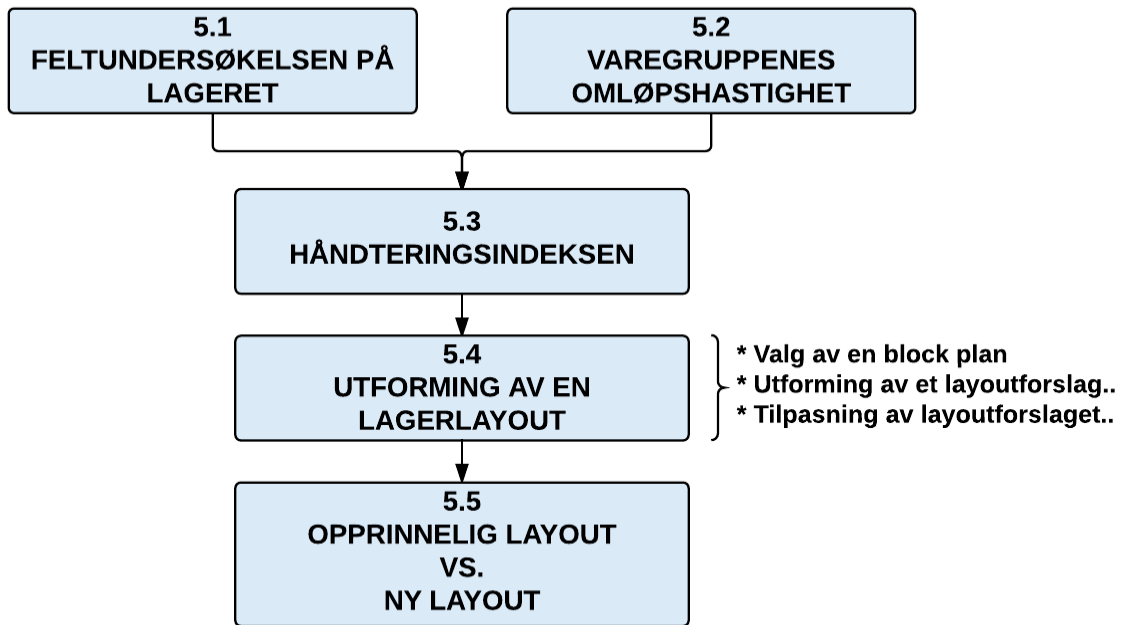 5.1
FELTUNDERSØKELSEN PÅ
LAGERET
5.2
VAREGRUPPENES
OMLØPSHASTIGHET
5.3
HÅNDTERINGSINDEKSEN
5.4
UTFORMING AV EN
LAGERLAYOUT
* Valg av en block plan
* Utforming av et layoutforslag..
* Tilpasning av layoutforslaget..
5.5
OPPRINNELIG LAYOUT
VS.
NY LAYOUT